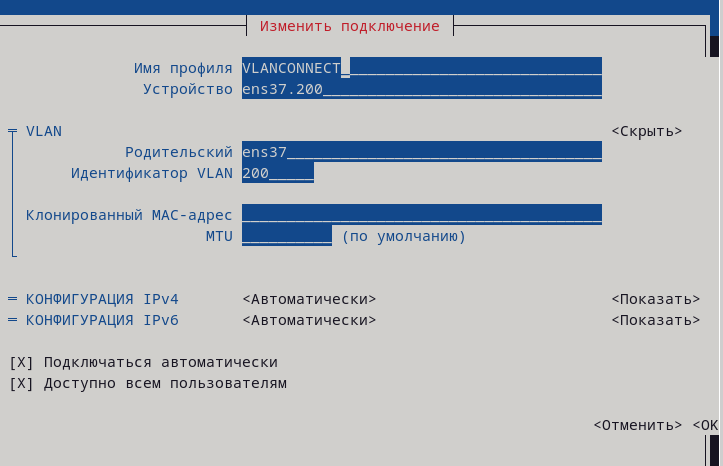 Изменить подключение
Имя профиля VLANCONNECT
Устройство ens37.200
VLAN <Скрыть>
Родительский ens37
Идентификатор VLAN 200
Клонированный MAC-адрес
MTU (по умолчанию)
КОНФИГУРАЦИЯ IPv4 <Автоматически> <Показать>
КОНФИГУРАЦИЯ IPv6 <Автоматически> <Показать>
[X] Подключаться автоматически
[X] Доступно всем пользователям
<Отменить> <OK